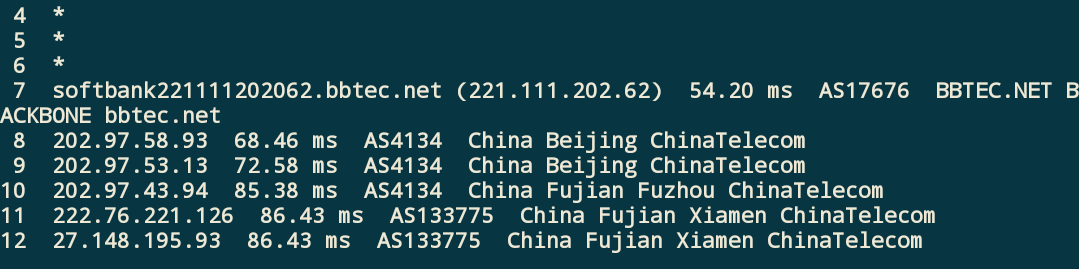 4 *
5 *
6 *
7 softbank221111202062.bbtec.net (221.111.202.62) 54.20 ms AS17676 BBTEC.NET B
ACKBONE bbtec.net
8 202.97.58.93 68.46 ms AS4134 China Beijing ChinaTelecom
9 202.97.53.13 72.58 ms AS4134 China Beijing ChinaTelecom
10 202.97.43.94 85.38 ms AS4134 China Fujian Fuzhou ChinaTelecom
11 222.76.221.126 86.43 ms AS133775 China Fujian Xiamen ChinaTelecom
12 27.148.195.93 86.43 ms AS133775 China Fujian Xiamen ChinaTelecom